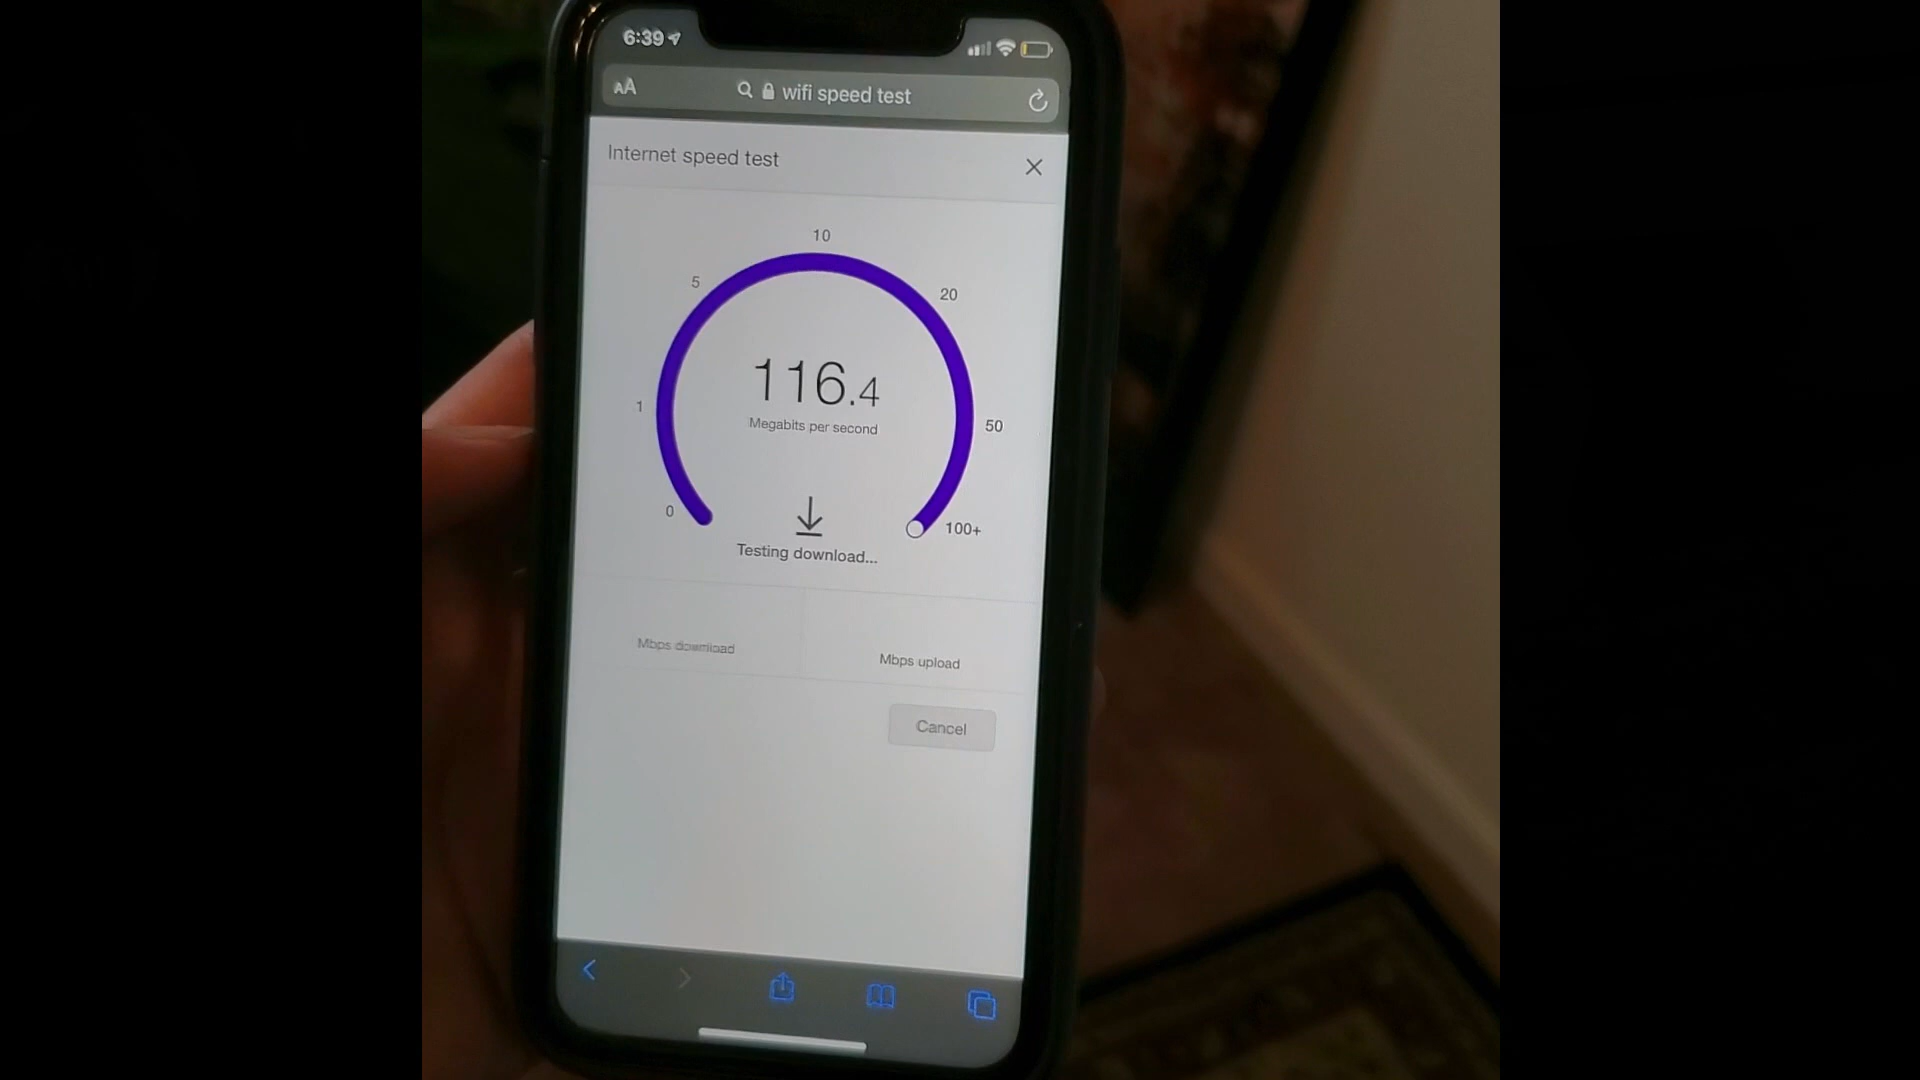 6:39
AA wifi speed test
Internet speed test
10
5
20
116.4
Megabits per second
1
50
0
100+
Testing download...
Mbps download
Mbps upload
Cancel